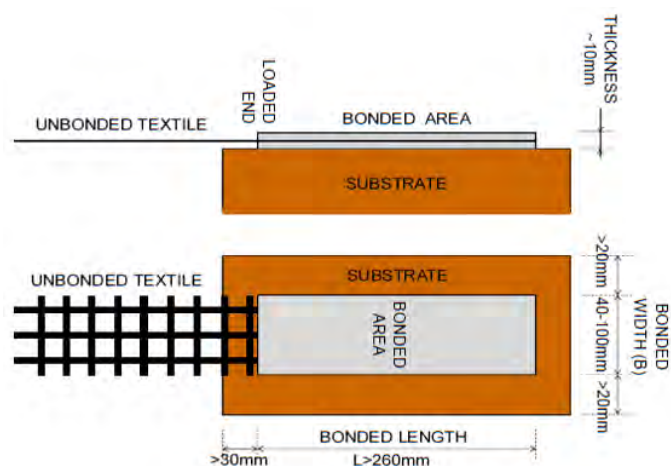 THICKNESS
~10mm
LOADED
END
UNBONDED TEXTILE
BONDED AREA
SUBSTRATE
UNBONDED TEXTILE
SUBSTRATE
BONDED
AREA
>20mm
40-100mm
>20mm
BONDED
WIDTH (B)
BONDED LENGTH
>30mm
L>260mm